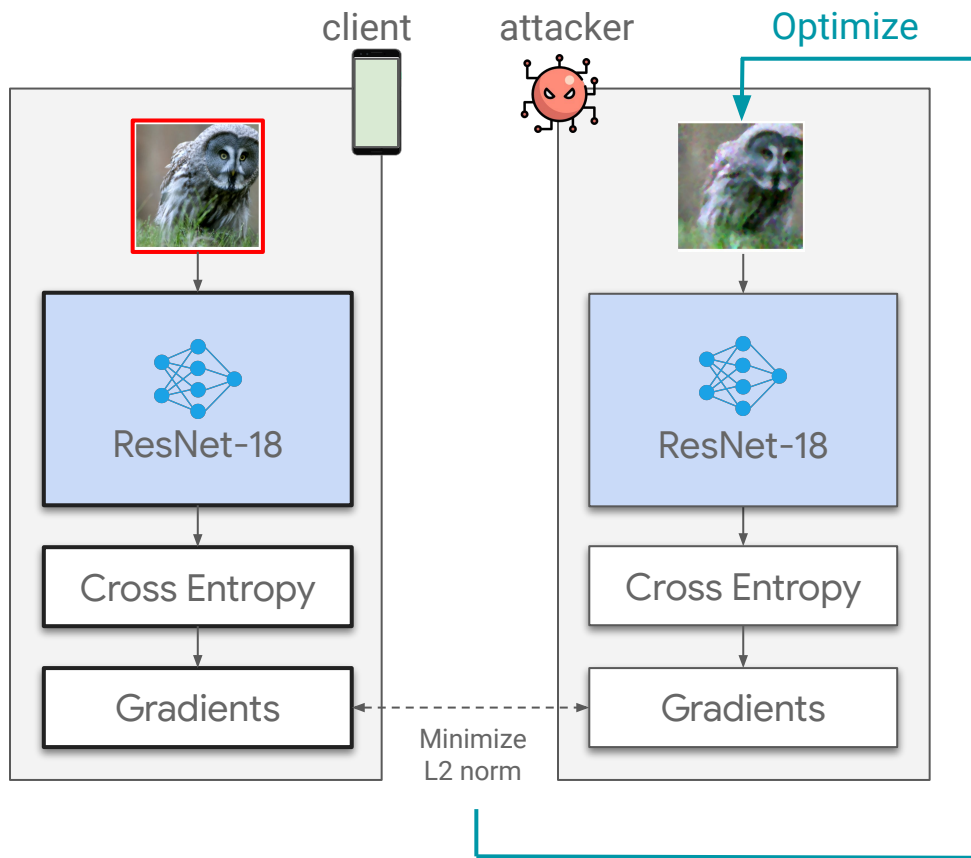 client
attacker
Optimize
ResNet-18
ResNet-18
Cross Entropy
Cross Entropy
Gradients
Gradients
Minimize
L2 norm